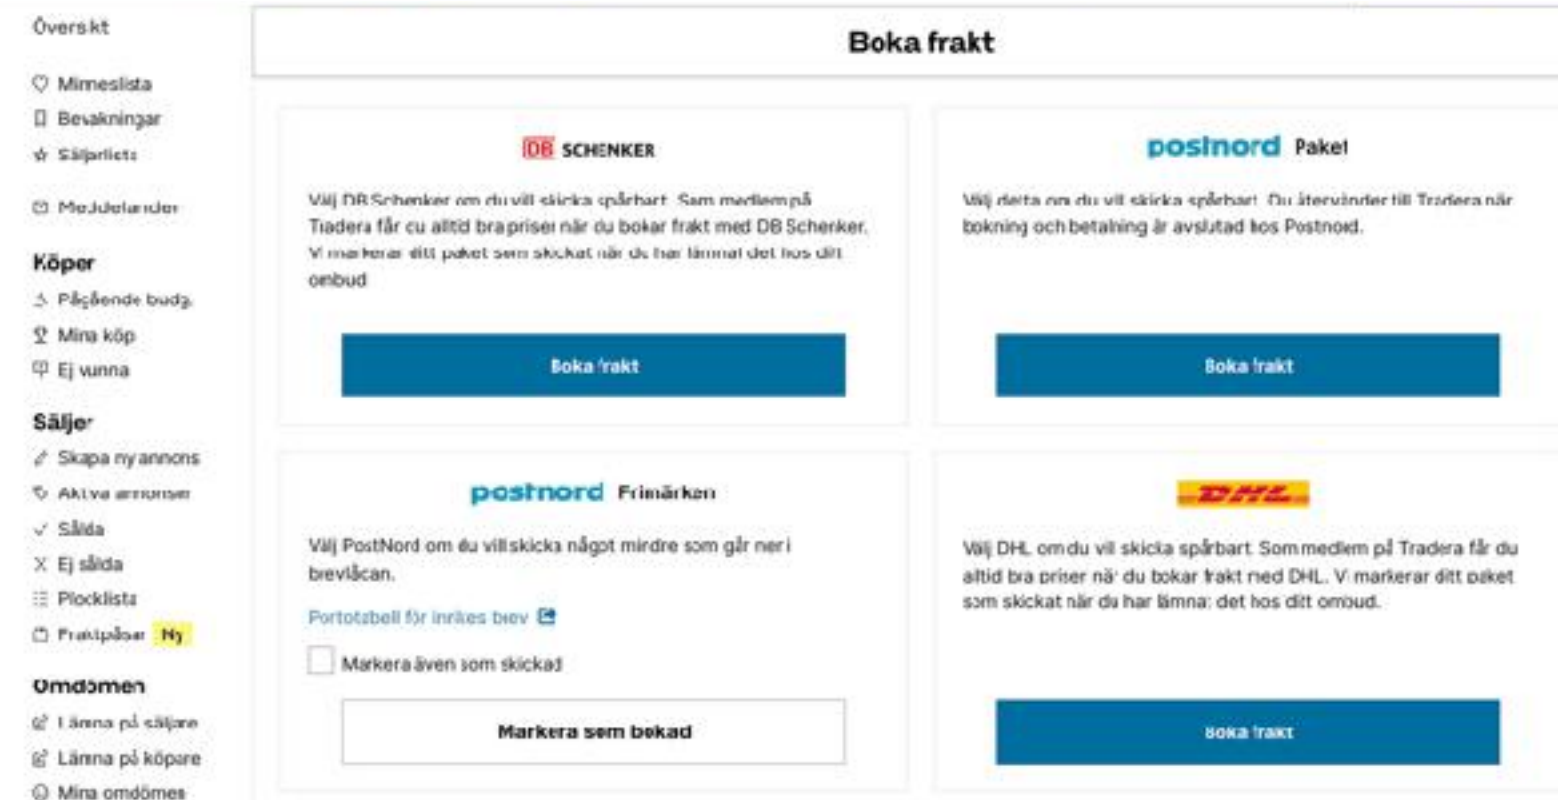 Översikt
Minneslista
Bevakningar
Säljarlista
Meddelanden
Köper
Pågående budg.
Mina köp
Ej vunna
Säljer
Skapa ny annons
Aktiva annonser
Sålda
Ej sålda
Plocklista
Fraktpåsar Ny
Omdömen
Lämna på säljare
Lämna på köpare
Mina omdömen
Boka frakt
DB SCHENKER
Välj DB Schenker om du vill skicka spårbart. Som medlem på
Tradera får du alltid bra priser när du bokar frakt med DB Schenker.
Vi markerar ditt paket som skickat när du har lämnat det hos ditt
ombud
Boka frakt
postnord Paket
Välj detta om du vill skicka spårbart. Du återvänder till Tradera när
bokning och betalning är avslutad hos Postnord.
Boka frakt
postnord Frimärken
Välj PostNord om du vill skicka något mindre som går ner i
brevlådan.
Portotabell för inrikes brev
Markera även som skickad
Markera som bokad
DHL
Välj DHL om du vill skicka spårbart. Som medlem på Tradera får du
alltid bra priser när du bokar frakt med DHL. Vi markerar ditt paket
som skickat när du har lämnat det hos ditt ombud.
Boka frakt